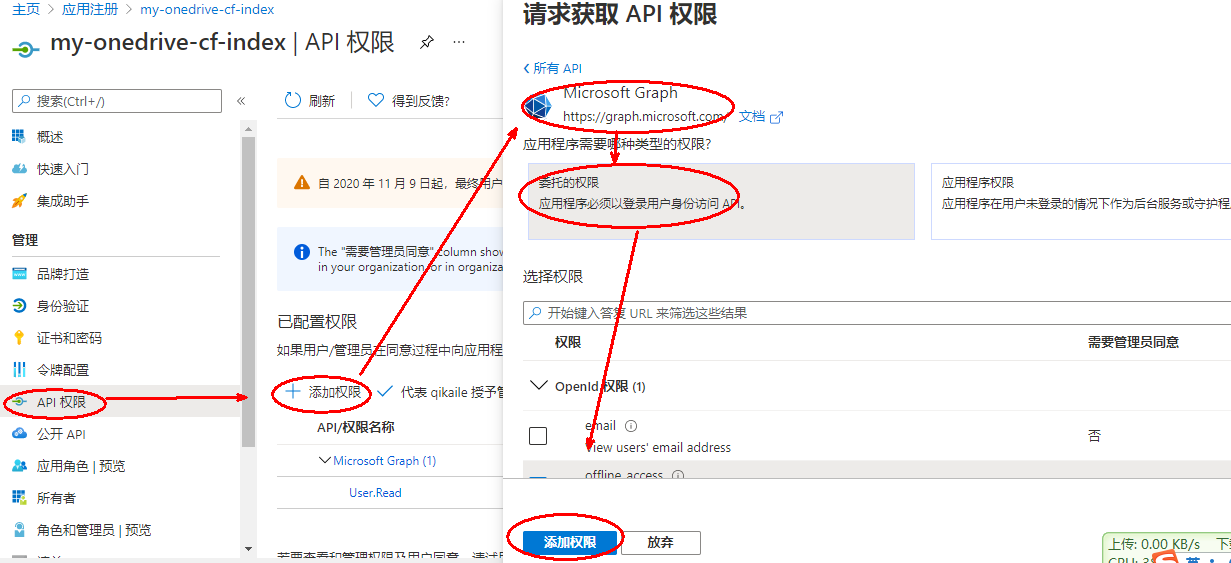 主页 > 应用注册 > my-onedrive-cf-index
my-onedrive-cf-index | API 权限
搜索(Ctrl+/)
概述
快速入门
集成助手
管理
品牌打造
身份验证
证书和密码
令牌配置
API 权限
公开 API
应用角色 | 预览
所有者
角色和管理员 | 预览
刷新
得到反馈?
自 2020 年 11 月 9 日起，最终用户
The "需要管理员同意" column show
in your organization, or in organiza
已配置权限
如果用户/管理员在同意过程中向应用程
添加权限
代表 qikaile 授予管
API/权限名称
Microsoft Graph (1)
User.Read
若要查看和管理权限及用户同意，请试用
请求获取 API 权限
所有 API
Microsoft Graph
https://graph.microsoft.com/ 文档
应用程序需要哪种类型的权限?
委托的权限
应用程序必须以登录用户身份访问 API。
应用程序权限
应用程序在用户未登录的情况下作为后台服务或守护程
选择权限
开始键入答复 URL 来筛选这些结果
权限 需要管理员同意
OpenId 权限 (1)
email
View users' email address
否
offline_access
添加权限
放弃
上传: 0.00 KB/s
英